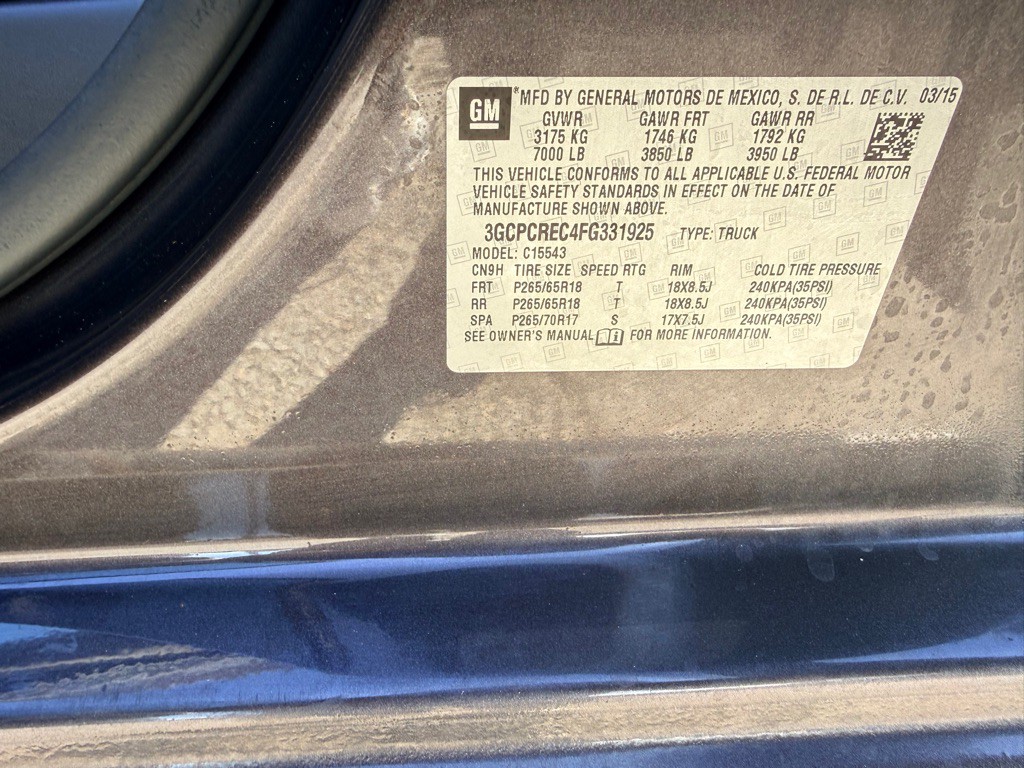 GM
*MFD BY GENERAL MOTORS DE MEXICO, S. DE R.L. DE C.V. 03/15
GVWR GAWR FRT GAWR RR
3175 KG 1746 KG 1792 KG
7000 LB 3850 LB 3950 LB
THIS VEHICLE CONFORMS TO ALL APPLICABLE U.S. FEDERAL MOTOR
VEHICLE SAFETY STANDARDS IN EFFECT ON THE DATE OF
MANUFACTURE SHOWN ABOVE.
3GCPCREC4FG331925 TYPE: TRUCK
MODEL: C15543
CN9H TIRE SIZE SPEED RTG RIM COLD TIRE PRESSURE
FRT P265/65R18 T 18X8.5J 240KPA(35PSI)
RR P265/65R18 T 18X8.5J 240KPA(35PSI)
SPA P265/70R17 S 17X7.5J 240KPA(35PSI)
SEE OWNER'S MANUAL FOR MORE INFORMATION.